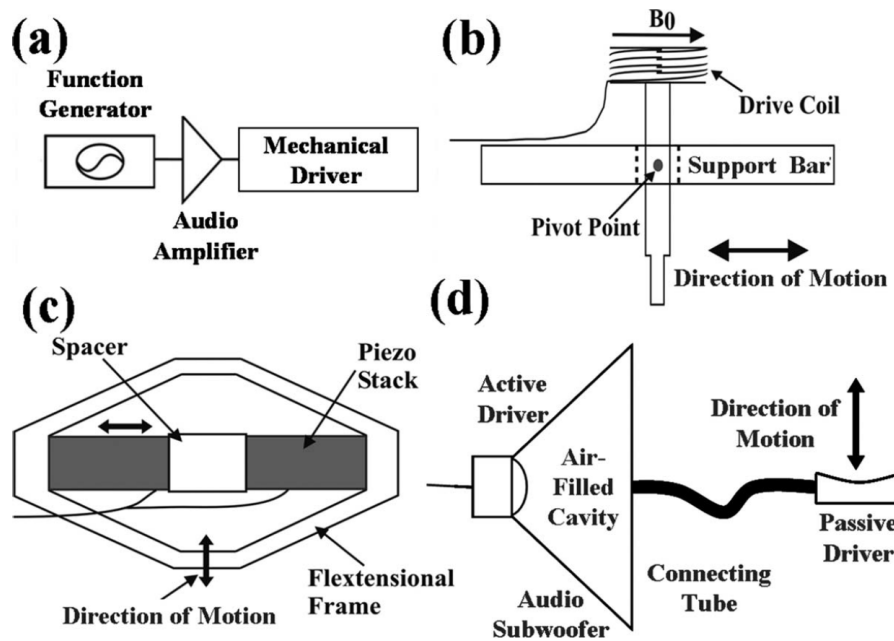 (a)
Function
Generator
Mechanical
Driver
Audio
Amplifier
(b)
B0
Drive Coil
Support Bar
Pivot Point
Direction of Motion
(c)
Spacer
Piezo
Stack
Flextensional
Frame
Direction of Motion
(d)
Active
Driver
Air-
Filled
Cavity
Direction of
Motion
Passive
Driver
Connecting
Tube
Audio
Subwoofer